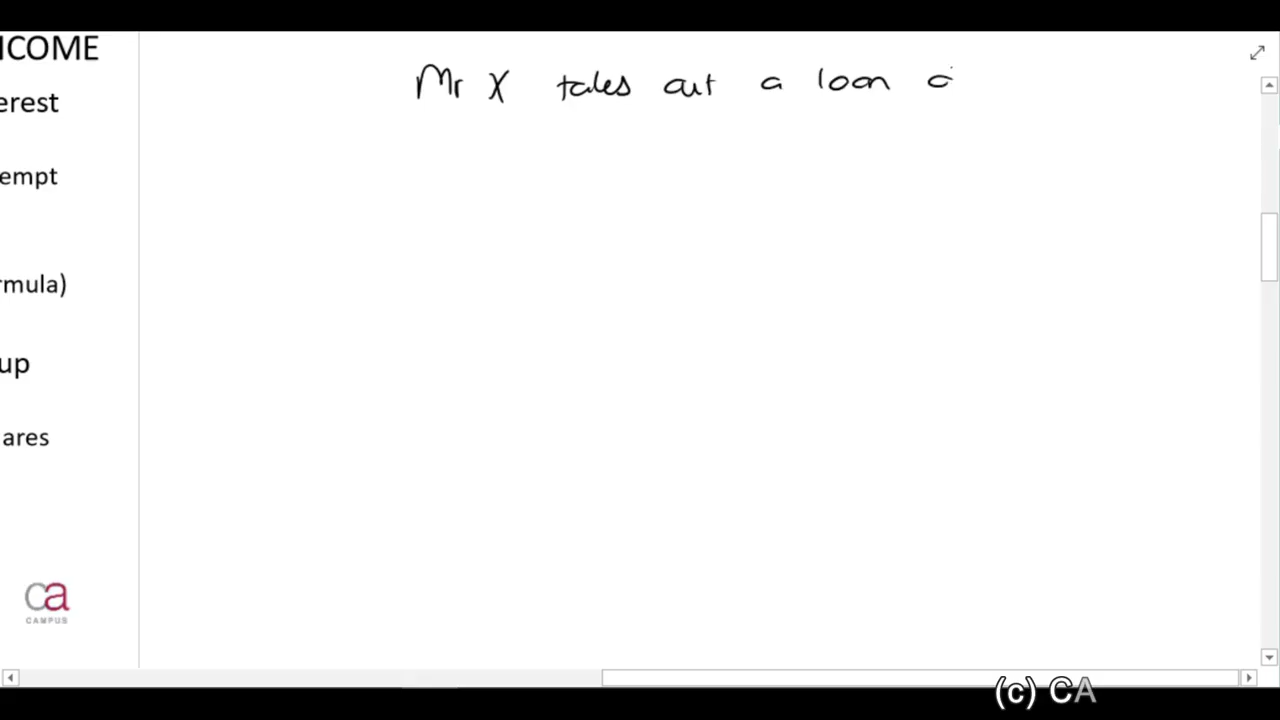 ICOME
Mr X takes out a loan o
erest
empt
rmula)
up
ares
ca
CAMPUS
(c) CA